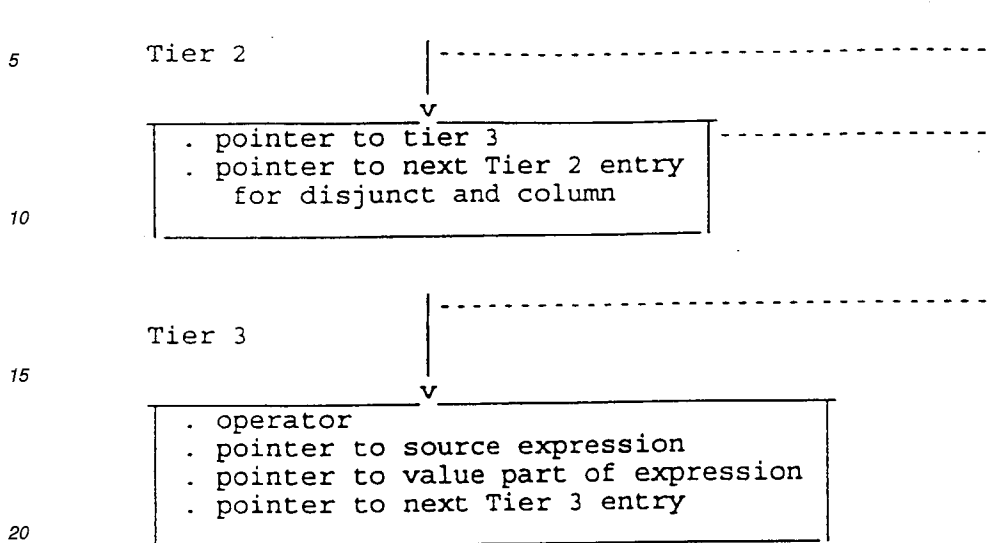 5 Tier 2
v
. pointer to tier 3
. pointer to next Tier 2 entry
for disjunct and column
10
Tier 3
15
v
. operator
. pointer to source expression
. pointer to value part of expression
. pointer to next Tier 3 entry
20